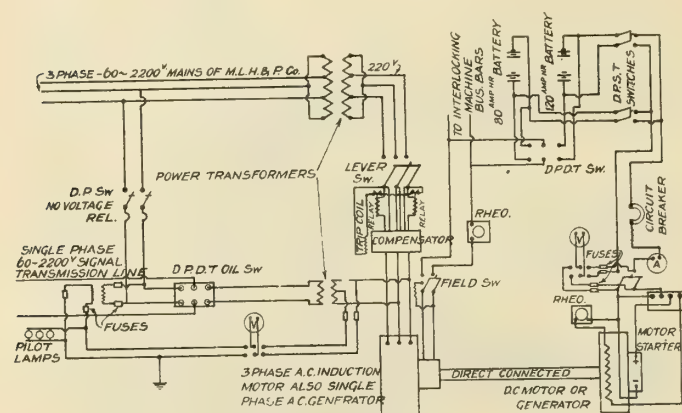 3 PHASE-60~2200V MAINS OF M.L.H.& P. Co.
220V
TO INTERLOCKING
MACHINE
BUS. BARS
80 AMP HR BATTERY
120 AMP HR BATTERY
D.P.S.T
SWITCHES
POWER TRANSFORMERS
LEVER
SW.
D.P.D.T SW.
D.P. SW
NO VOLTAGE
REL.
TRIP COIL
RELAY
RELAY
COMPENSATOR
RHEO.
CIRCUIT
BREAKER
SINGLE PHASE
60-2200V SIGNAL
TRANSMISSION LINE
D.P.D.T OIL SW
FIELD SW
V
FUSES
A
FUSES
RHEO.
PILOT
LAMPS
V
MOTOR
STARTER
3 PHASE A.C. INDUCTION
MOTOR ALSO SINGLE
PHASE A.C. GENERATOR
DIRECT CONNECTED
D.C MOTOR OR
GENERATOR